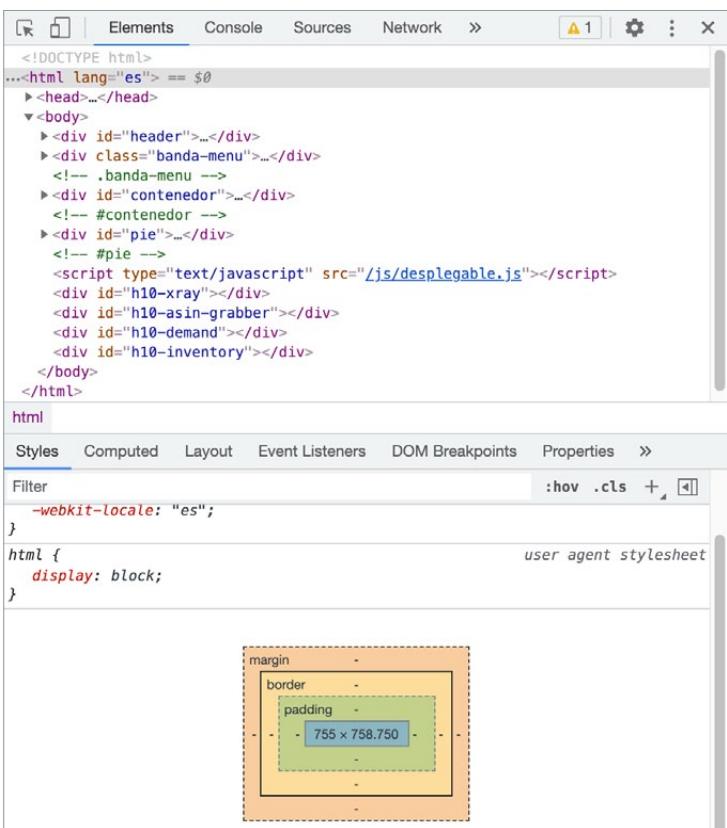 Elements Console Sources Network » 1
<!DOCTYPE html>
...<html lang="es"> == $0
<head>…</head>
<body>
<div id="header">…</div>
<div class="banda-menu">…</div>
<!-- .banda-menu -->
<div id="contenedor">…</div>
<!-- #contenedor -->
<div id="pie">…</div>
<!-- #pie -->
<script type="text/javascript" src="/js/desplegable.js"></script>
<div id="h10-xray"></div>
<div id="h10-asin-grabber"></div>
<div id="h10-demand"></div>
<div id="h10-inventory"></div>
</body>
</html>
html
Styles Computed Layout Event Listeners DOM Breakpoints Properties »
Filter :hov .cls +
-webkit-locale: "es";
}
html { user agent stylesheet
display: block;
}
margin -
border -
padding -
- - - 755 × 758.750 - - -
-
-
-